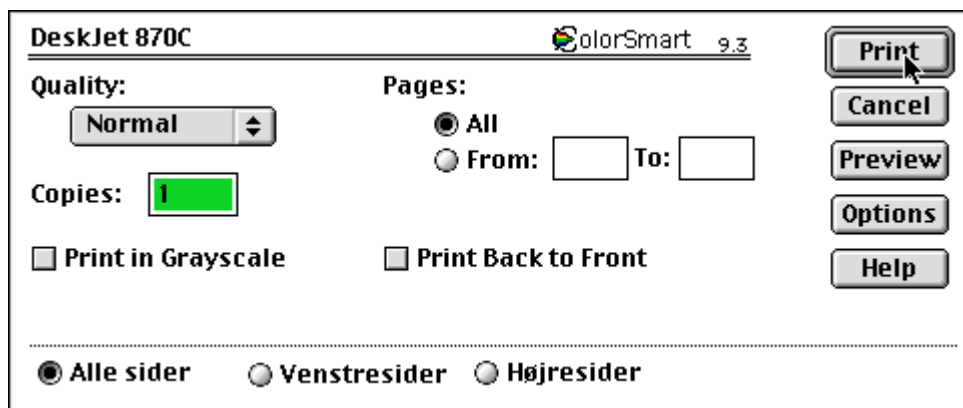 DeskJet 870C ColorSmart 9.3
Print
Quality: Pages:
Normal All
Cancel
From: To:
Preview
Copies: 1
Options
Print in Grayscale Print Back to Front
Help
Alle sider Venstresider Højresider